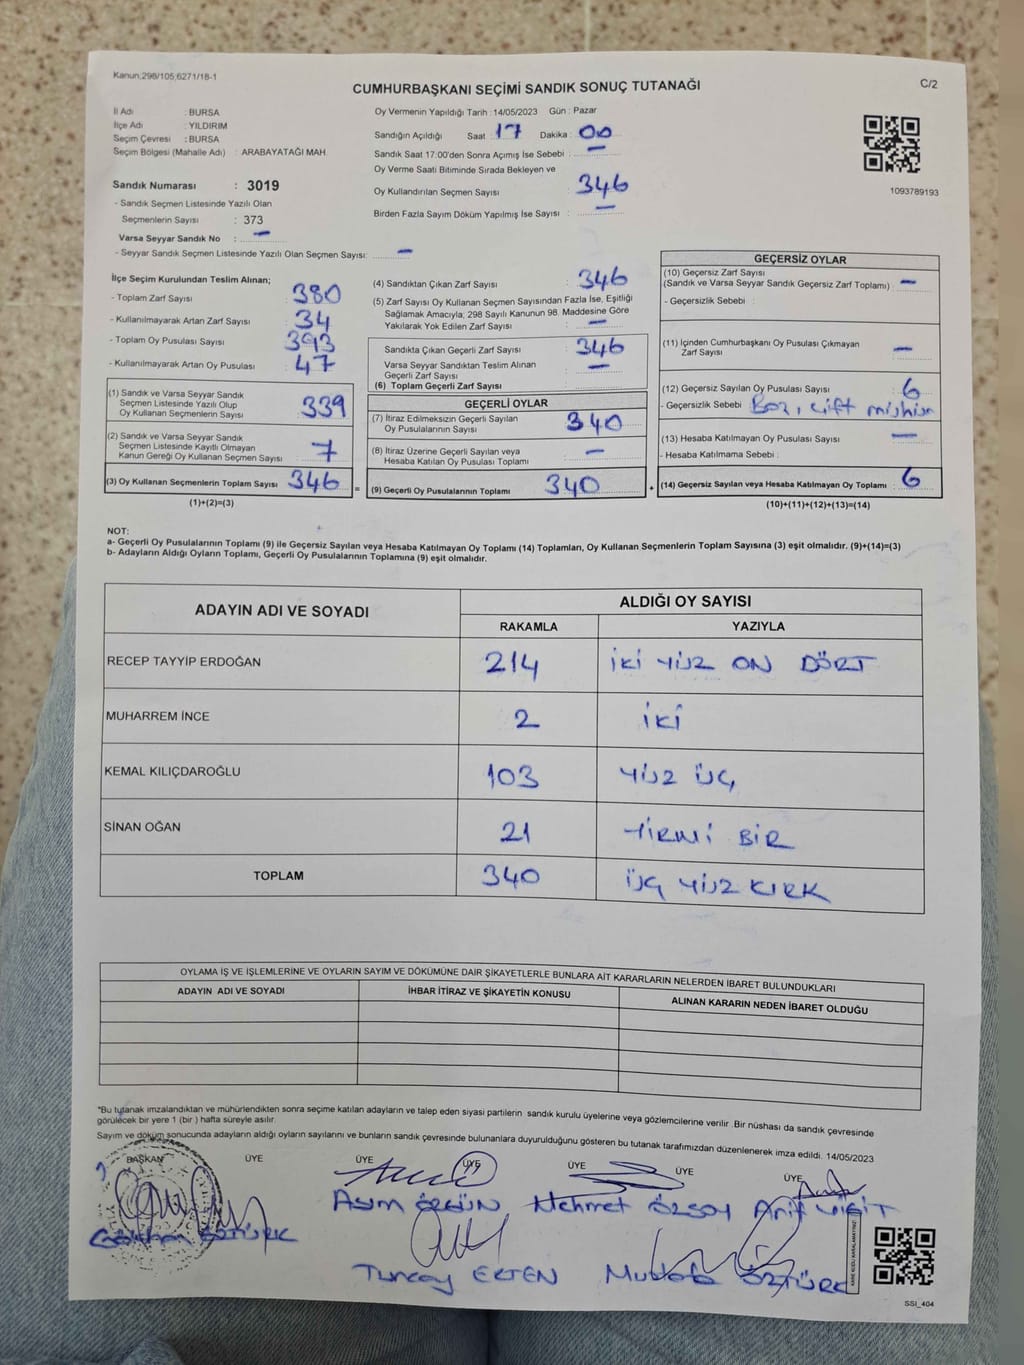 Kanun:298/105,6271/18-1
CUMHURBAŞKANI SEÇİMİ SANDIK SONUÇ TUTANAĞI
C/2
İl Adı : BURSA
İlçe Adı : YILDIRIM
Seçim Çevresi : BURSA
Seçim Bölgesi (Mahalle Adı) : ARABAYATAĞI MAH.
Sandık Numarası : 3019
- Sandık Seçmen Listesinde Yazılı Olan
Seçmenlerin Sayısı : 373
Varsa Seyyar Sandık No : —
- Seyyar Sandık Seçmen Listesinde Yazılı Olan Seçmen Sayısı: —
Oy Vermenin Yapıldığı Tarih : 14/05/2023 Gün : Pazar
Sandığın Açıldığı Saat : 17 Dakika : 00
Sandık Saat 17:00'den Sonra Açımış İse Sebebi : —
Oy Verme Saati Bitiminde Sırada Bekleyen ve
Oy Kullandırılan Seçmen Sayısı : 346
Birden Fazla Sayım Döküm Yapılmış İse Sayısı : —
1093789193
İlçe Seçim Kurulundan Teslim Alınan;
- Toplam Zarf Sayısı : 380
- Kullanılmayarak Artan Zarf Sayısı : 34
- Toplam Oy Pusulası Sayısı : 393
- Kullanılmayarak Artan Oy Pusulası : 47
(1) Sandık ve Varsa Seyyar Sandık
Seçmen Listesinde Yazılı Olup
Oy Kullanan Seçmenlerin Sayısı : 339
(2) Sandık ve Varsa Seyyar Sandık
Seçmen Listesinde Kayıtlı Olmayan
Kanun Gereği Oy Kullanan Seçmen Sayısı : 7
(3) Oy Kullanan Seçmenlerin Toplam Sayısı : 346
(1)+(2)=(3)
(4) Sandıktan Çıkan Zarf Sayısı : 346
(5) Zarf Sayısı Oy Kullanan Seçmen Sayısından Fazla İse, Eşitliği
Sağlamak Amacıyla; 298 Sayılı Kanunun 98. Maddesine Göre
Yakılarak Yok Edilen Zarf Sayısı : —
Sandıkta Çıkan Geçerli Zarf Sayısı : 346
Varsa Seyyar Sandıktan Teslim Alınan
Geçerli Zarf Sayısı : —
(6) Toplam Geçerli Zarf Sayısı :
GEÇERLİ OYLAR
(7) İtiraz Edilmeksizin Geçerli Sayılan
Oy Pusulalarının Sayısı : 340
(8) İtiraz Üzerine Geçerli Sayılan veya
Hesaba Katılan Oy Pusulası Toplamı : —
= (9) Geçerli Oy Pusulalarının Toplamı : 340
GEÇERSİZ OYLAR
(10) Geçersiz Zarf Sayısı
(Sandık ve Varsa Seyyar Sandık Geçersiz Zarf Toplamı) : —
- Geçersizlik Sebebi :
(11) İçinden Cumhurbaşkanı Oy Pusulası Çıkmayan
Zarf Sayısı : —
(12) Geçersiz Sayılan Oy Pusulası Sayısı : 6
- Geçersizlik Sebebi : çift
(13) Hesaba Katılmayan Oy Pusulası Sayısı : —
- Hesaba Katılmama Sebebi :
+ (14) Geçersiz Sayılan veya Hesaba Katılmayan Oy Toplamı : 6
(10)+(11)+(12)+(13)=(14)
NOT:
a- Geçerli Oy Pusulalarının Toplamı (9) ile Geçersiz Sayılan veya Hesaba Katılmayan Oy Toplamı (14) Toplamları, Oy Kullanan Seçmenlerin Toplam Sayısına (3) eşit olmalıdır. (9)+(14)=(3)
b- Adayların Aldığı Oyların Toplamı, Geçerli Oy Pusulalarının Toplamına (9) eşit olmalıdır.
ADAYIN ADI VE SOYADI
ALDIĞI OY SAYISI
RAKAMLA YAZIYLA
RECEP TAYYİP ERDOĞAN 214 İKİ YÜZ ON DÖRT
MUHARREM İNCE 2 İKİ
KEMAL KILIÇDAROĞLU 103 YÜZ ÜÇ
SİNAN OĞAN 21 YİRMİ BİR
TOPLAM 340 ÜÇ YÜZ KIRK
OYLAMA İŞ VE İŞLEMLERİNE VE OYLARIN SAYIM VE DÖKÜMÜNE DAİR ŞİKAYETLERLE BUNLARA AİT KARARLARIN NELERDEN İBARET BULUNDUKLARI
ADAYIN ADI VE SOYADI İHBAR İTİRAZ VE ŞİKAYETİN KONUSU ALINAN KARARIN NEDEN İBARET OLDUĞU
*Bu tutanak imzalandıktan ve mühürlendikten sonra seçime katılan adayların ve talep eden siyasi partilerin sandık kurulu üyelerine veya gözlemcilerine verilir. Bir nüshası da sandık çevresinde
görülecek bir yere 1 (bir ) hafta süreyle asılır.
Sayım ve döküm sonucunda adayların aldığı oyların sayılarını ve bunların sandık çevresinde bulunanlara duyurulduğunu gösteren bu tutanak tarafımızdan düzenlenerek imza edildi. 14/05/2023
BAŞKAN ÜYE ÜYE ÜYE ÜYE ÜYE ÜYE
Gökhan ÖZTÜRK Asım ÖZGÜN Mehmet ÖZSOY Arif YİĞİT
Tuncay ERTEN Mustafa ÖZTÜRK
SSI_404